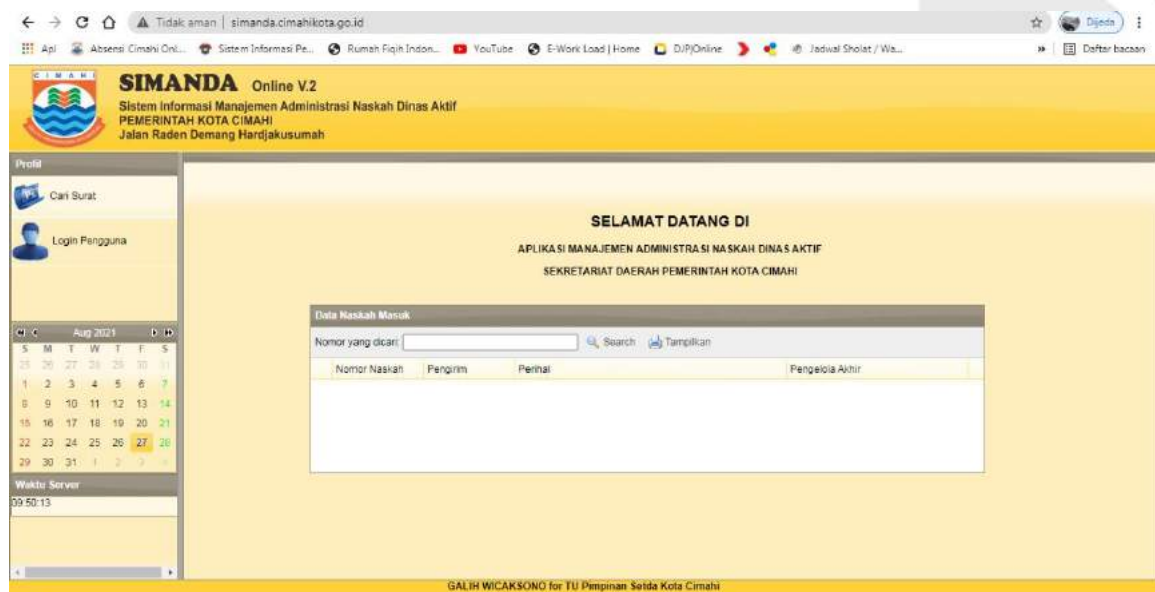 Tidak aman | simanda.cimahikota.go.id
Dijeda
Apl
Absensi Cimahi Onl...
Sistem Informasi Pe...
Rumah Fiqih Indon...
YouTube
E-Work Load | Home
DJP|Online
Jadwal Sholat / Wa...
»
Daftar bacaan
CIMAHI
SIMANDA Online V.2
Sistem Informasi Manajemen Administrasi Naskah Dinas Aktif
PEMERINTAH KOTA CIMAHI
Jalan Raden Demang Hardjakusumah
Profil
Cari Surat
Login Pengguna
SELAMAT DATANG DI
APLIKASI MANAJEMEN ADMINISTRASI NASKAH DINAS AKTIF
SEKRETARIAT DAERAH PEMERINTAH KOTA CIMAHI
Data Naskah Masuk
Nomor yang dicari: Search Tampilkan
Nomor Naskah Pengirim Perihal Pengelola Akhir
Aug 2021
S M T W T F S
25 26 27 28 29 30 31
1 2 3 4 5 6 7
8 9 10 11 12 13 14
15 16 17 18 19 20 21
22 23 24 25 26 27 28
29 30 31 1 2 3 4
Waktu Server
09:50:13
GALIH WICAKSONO for TU Pimpinan Setda Kota Cimahi